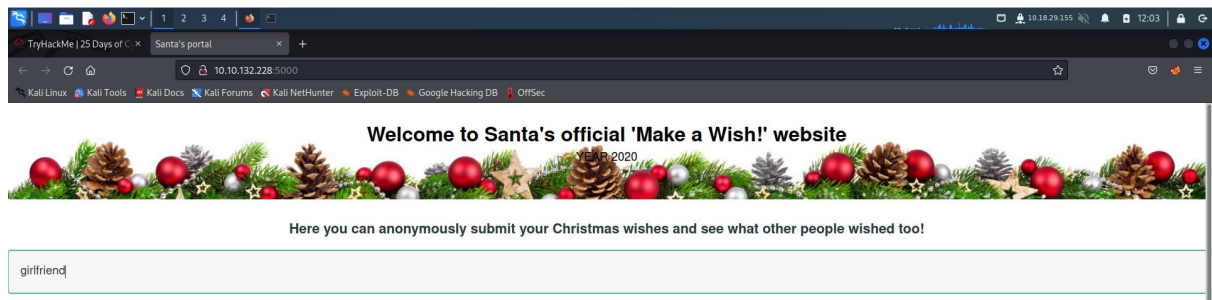 1 2 3 4 10.18.29.155 12:03
TryHackMe | 25 Days of C Santa's portal
10.10.132.228:5000
Kali Linux Kali Tools Kali Docs Kali Forums Kali NetHunter Exploit-DB Google Hacking DB OffSec
Welcome to Santa's official 'Make a Wish!' website
YEAR 2020
Here you can anonymously submit your Christmas wishes and see what other people wished too!
girlfriend